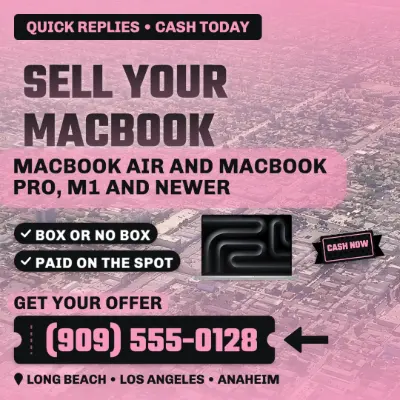 QUICK REPLIES • CASH TODAY
SELL YOUR
MACBOOK
MACBOOK AIR AND MACBOOK
PRO, M1 AND NEWER
BOX OR NO BOX
PAID ON THE SPOT
CASH NOW
GET YOUR OFFER
(909) 555-0128
LONG BEACH • LOS ANGELES • ANAHEIM